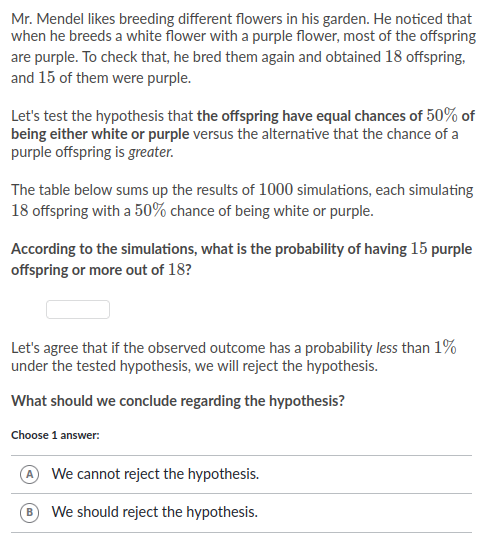 Mr. Mendel likes breeding different flowers in his garden. He noticed that
when he breeds a white flower with a purple flower, most of the offspring
are purple. To check that, he bred them again and obtained 18 offspring,
and 15 of them were purple.
Let's test the hypothesis that the offspring have equal chances of 50% of
being either white or purple versus the alternative that the chance of a
purple offspring is greater.
The table below sums up the results of 1000 simulations, each simulating
18 offspring with a 50% chance of being white or purple.
According to the simulations, what is the probability of having 15 purple
offspring or more out of 18?
Let's agree that if the observed outcome has a probability less than 1%
under the tested hypothesis, we will reject the hypothesis.
What should we conclude regarding the hypothesis?
Choose 1 answer:
A We cannot reject the hypothesis.
B We should reject the hypothesis.